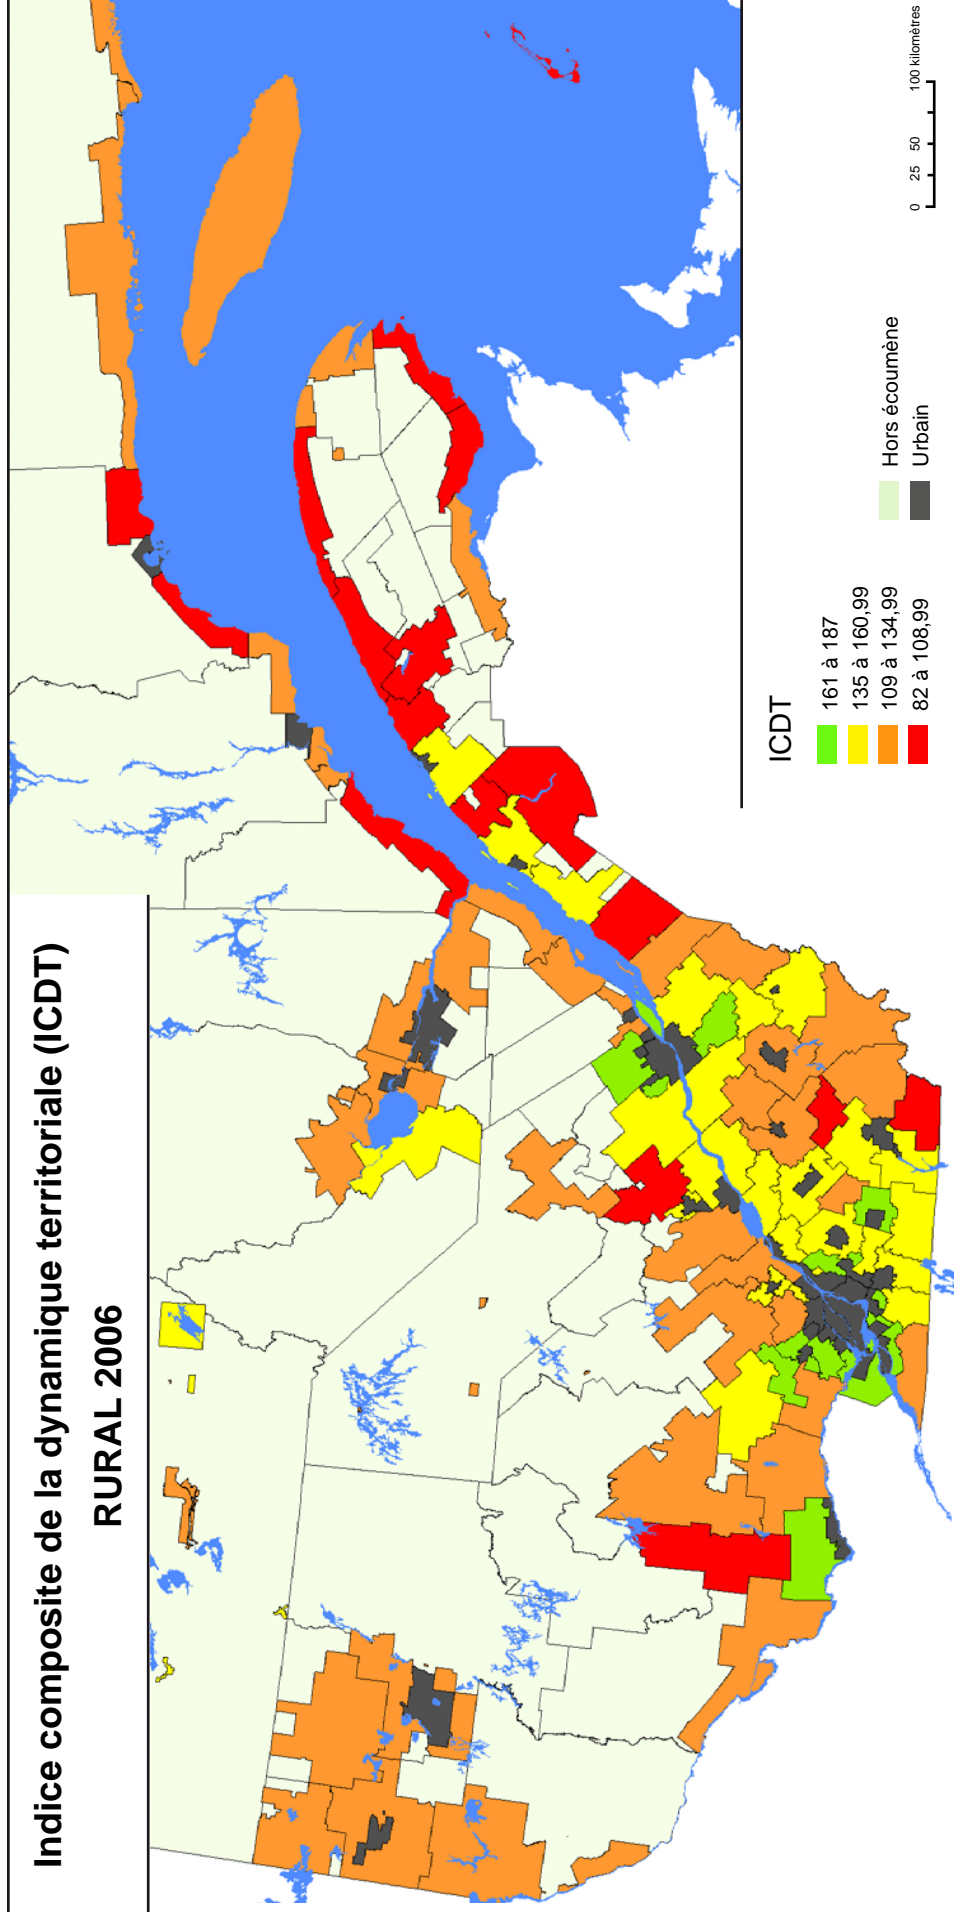 Indice composite de la dynamique territoriale (ICDT)
RURAL 2006
ICDT
161 à 187
135 à 160,99
109 à 134,99
82 à 108,99
Hors écoumène
Urbain
0 25 50 100 kilomètres